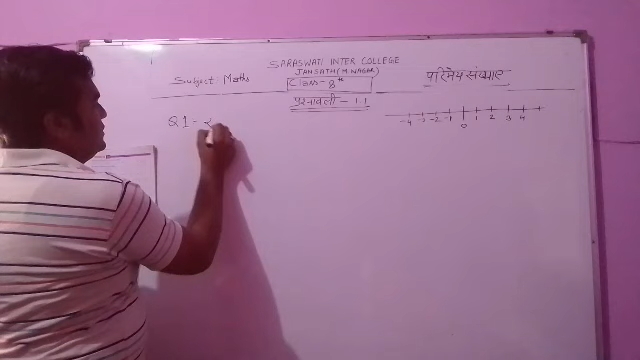 SARASWATI INTER COLLEGE
JANSATH (M.NAGAR)
Subject: Maths
Class - 8th
परिमेय संख्याएं
प्रश्नावली - 1.1
Q1 -
-4 -3 -2 -1 0 1 2 3 4